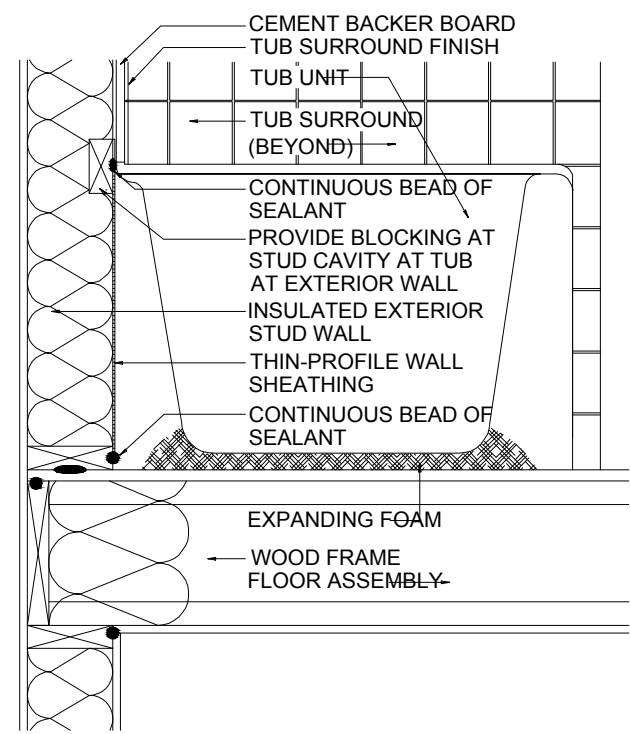 CEMENT BACKER BOARD
TUB SURROUND FINISH
TUB UNIT
TUB SURROUND
(BEYOND)
CONTINUOUS BEAD OF
SEALANT
PROVIDE BLOCKING AT
STUD CAVITY AT TUB
AT EXTERIOR WALL
INSULATED EXTERIOR
STUD WALL
THIN-PROFILE WALL
SHEATHING
CONTINUOUS BEAD OF
SEALANT
EXPANDING FOAM
WOOD FRAME
FLOOR ASSEMBLY